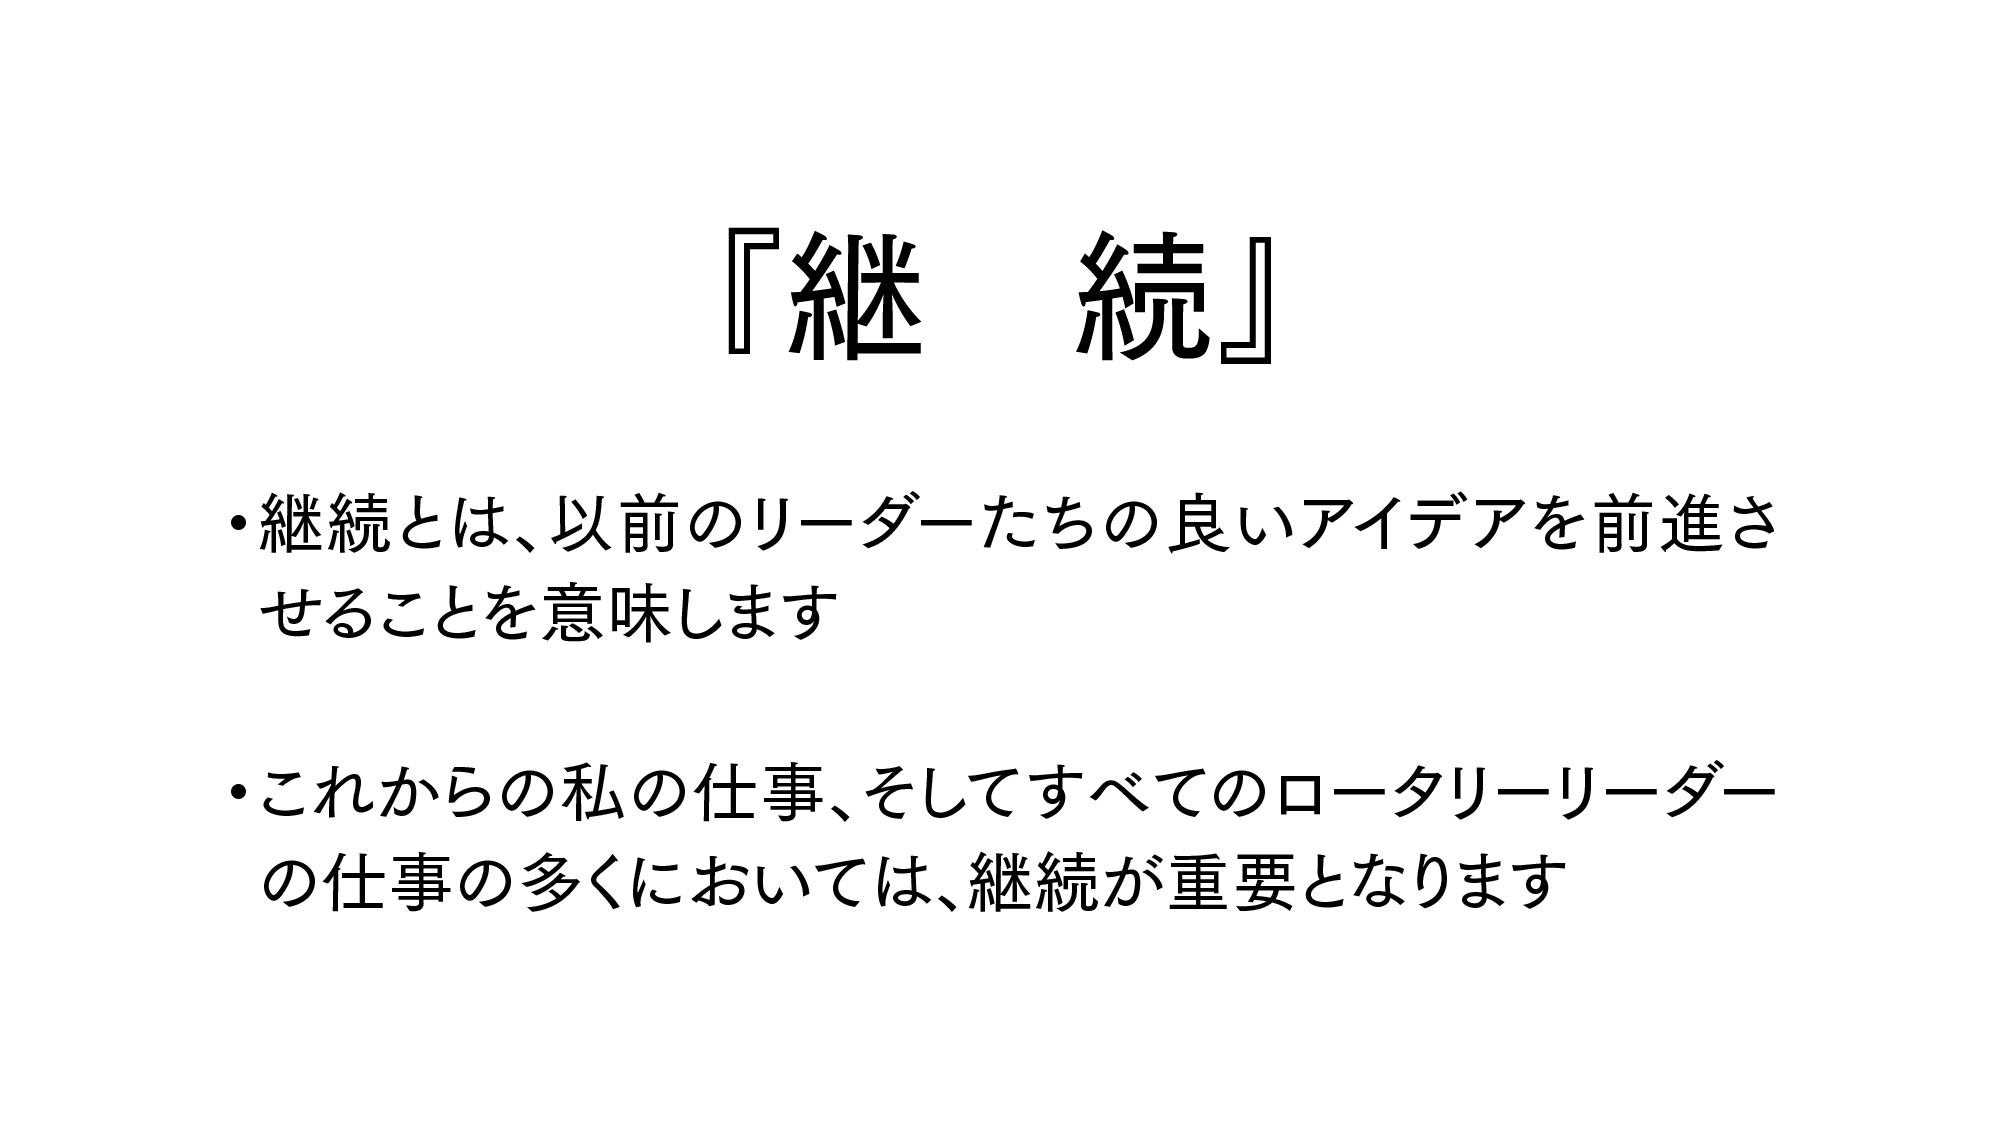 『継　続』
・継続とは、以前のリーダーたちの良いアイデアを前進さ
せることを意味します
・これからの私の仕事、そしてすべてのロータリーリーダー
の仕事の多くにおいては、継続が重要となります